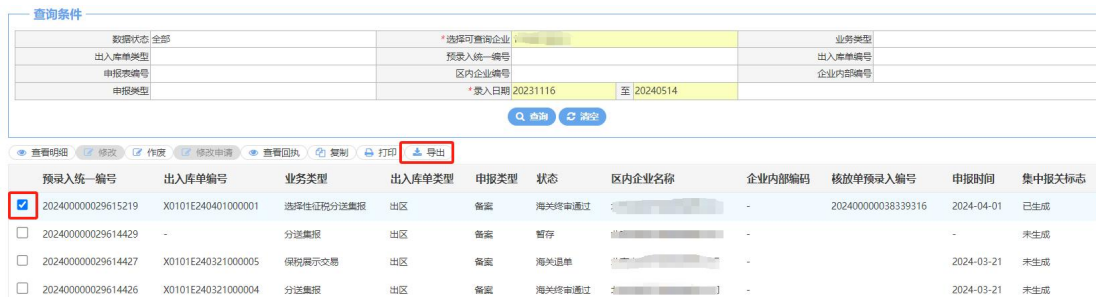 查询条件
数据状态 全部 *选择可查询企业 业务类型
出入库单类型 预录入统一编号 出入库单编号
申报表编号 区内企业编号 企业内部编号
申报类型 *录入日期 20231116 至 20240514
查询 清空
查看明细 修改 作废 修改申请 查看回执 复制 打印 导出
预录入统一编号 出入库单编号 业务类型 出入库单类型 申报类型 状态 区内企业名称 企业内部编码 核放单预录入编号 申报时间 集中报关标志
202400000029615219 X0101E240401000001 选择性征税分送集报 出区 备案 海关终审通过 - 202400000038339316 2024-04-01 已生成
202400000029614429 - 分送集报 出区 备案 暂存 - - 未生成
202400000029614427 X0101E240321000005 保税展示交易 出区 备案 海关退单 - 2024-03-21 未生成
202400000029614426 X0101E240321000004 分送集报 出区 备案 海关终审通过 - 2024-03-21 未生成